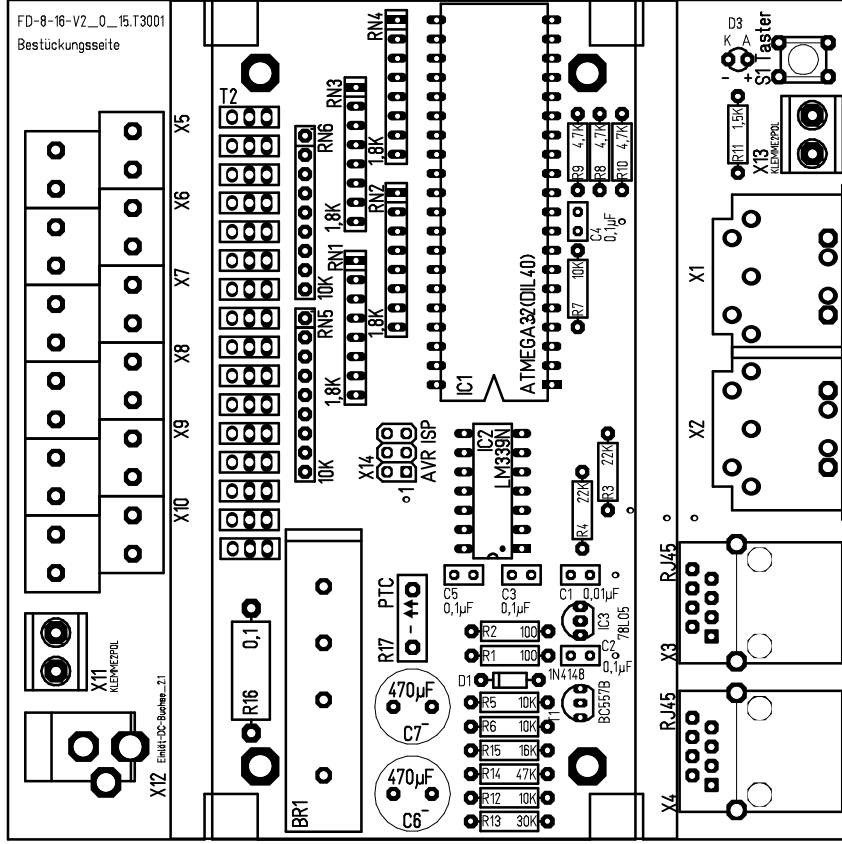 FD-8-16-V2_0_15.T3001
Bestückungsseite
X5
X6
X7
X8
X9
X10
X11
KLEMME2POL
X12
T2
RN6
10K
RN5
10K
RN3
1,8K
RN1
1,8K
RN4
1,8K
RN2
1,8K
IC1
ATMEGA32(DIL40)
R9
4,7K
R8
4,7K
R10
4,7K
C4
0,1µF
R7
10K
D3
K A
- +
S1 Taster
R11
1,5K
X13
KLEMME2POL
X1
X2
X14
AVR ISP
1
IC2
LM339N
R3
22K
R4
22K
C5
0,1µF
C3
0,1µF
C1
0,01µF
IC3
78L05
C2
0,1µF
R2 100
R1 100
D1
1N4148
T1
BC557B
R5 10K
R6 10K
R15 16K
R14 47K
R12 10K
R13 30K
PTC
R17
470µF
C7
-
470µF
C6
-
0,1
R16
BR1
RJ45
X3
RJ45
X4